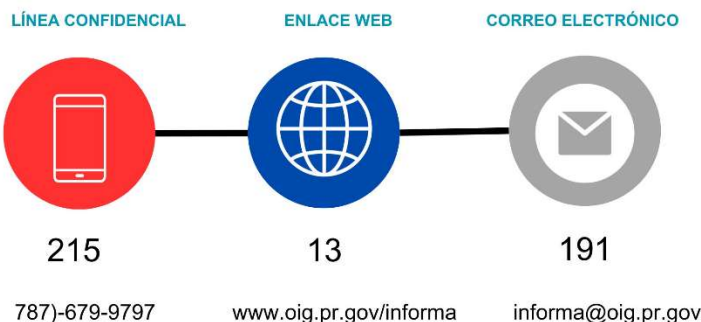 LÍNEA CONFIDENCIAL
ENLACE WEB
CORREO ELECTRÓNICO
215
13
191
787)-679-9797
www.oig.pr.gov/informa
informa@oig.pr.gov